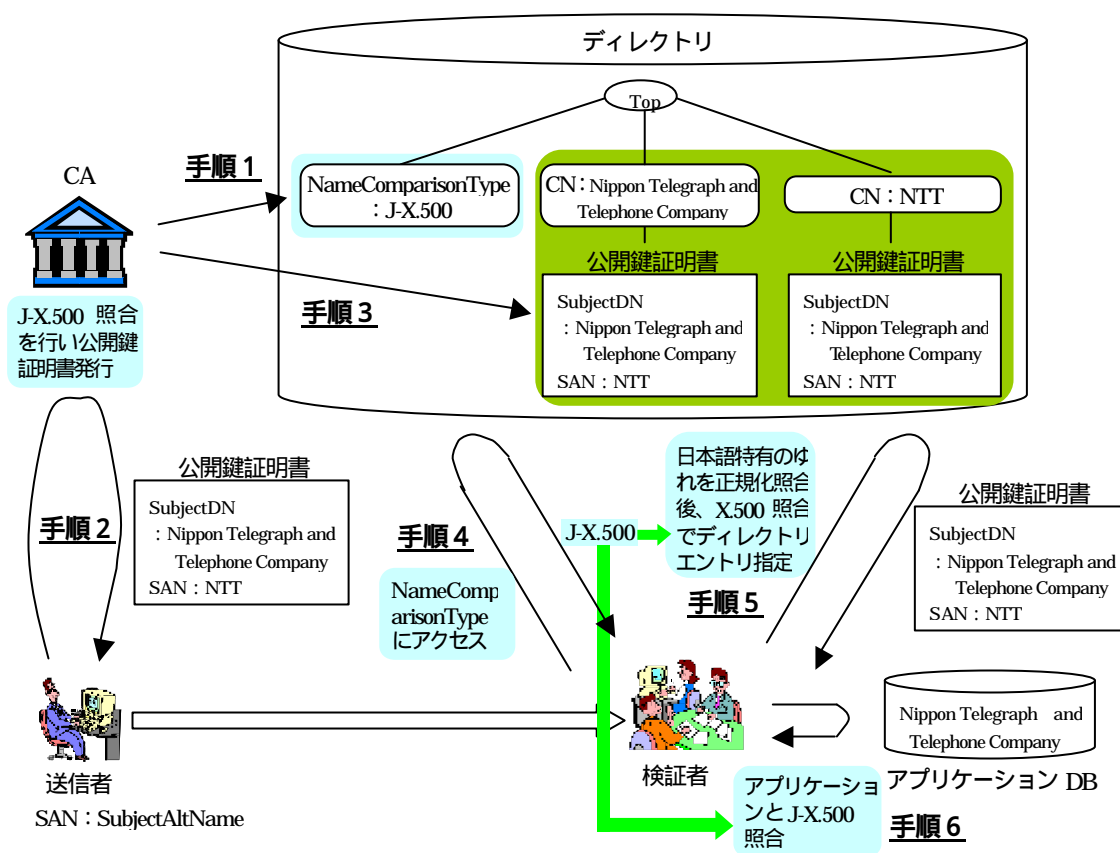 ディレクトリ
Top
CA
手順1
NameComparisonType
：J-X.500
CN：Nippon Telegraph and
Telephone Company
CN：NTT
公開鍵証明書
SubjectDN
：Nippon Telegraph and
Telephone Company
SAN：NTT
公開鍵証明書
SubjectDN
：Nippon Telegraph and
Telephone Company
SAN：NTT
手順3
J-X.500 照合
を行い公開鍵
証明書発行
手順2
公開鍵証明書
SubjectDN
：Nippon Telegraph and
Telephone Company
SAN：NTT
手順4
NameComp
arisonType
にアクセス
J-X.500
日本語特有のゆ
れを正規化照合
後、X.500 照合
でディレクトリ
エントリ指定
手順5
公開鍵証明書
SubjectDN
：Nippon Telegraph and
Telephone Company
SAN：NTT
送信者
SAN：SubjectAltName
検証者
Nippon Telegraph and
Telephone Company
アプリケーション DB
アプリケーショ
ンと J-X.500
照合
手順6